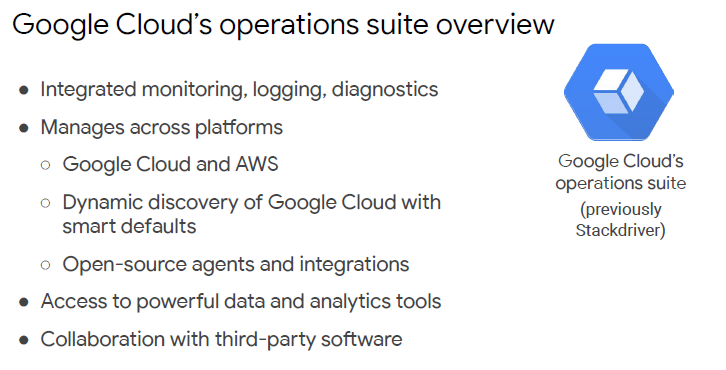 Google Cloud’s operations suite overview
● Integrated monitoring, logging, diagnostics
● Manages across platforms
○ Google Cloud and AWS
○ Dynamic discovery of Google Cloud with
smart defaults
○ Open-source agents and integrations
● Access to powerful data and analytics tools
● Collaboration with third-party software
Google Cloud’s
operations suite
(previously
Stackdriver)